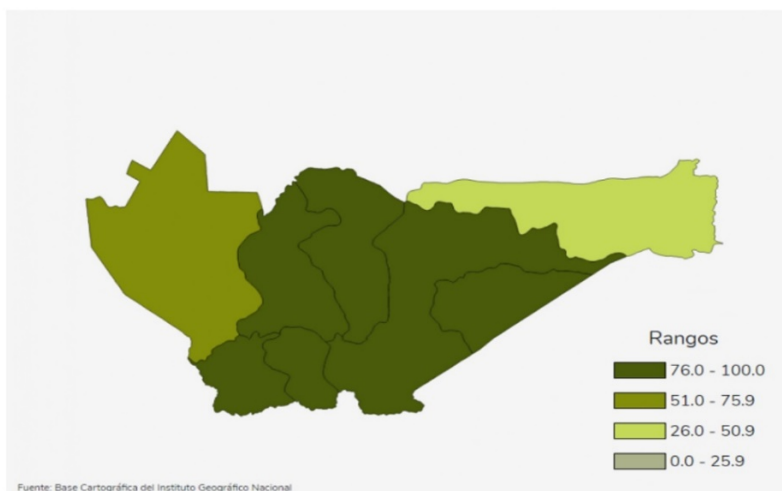 Rangos
76.0 - 100.0
51.0 - 75.9
26.0 - 50.9
0.0 - 25.9
Fuente: Base Cartográfica del Instituto Geográfico Nacional